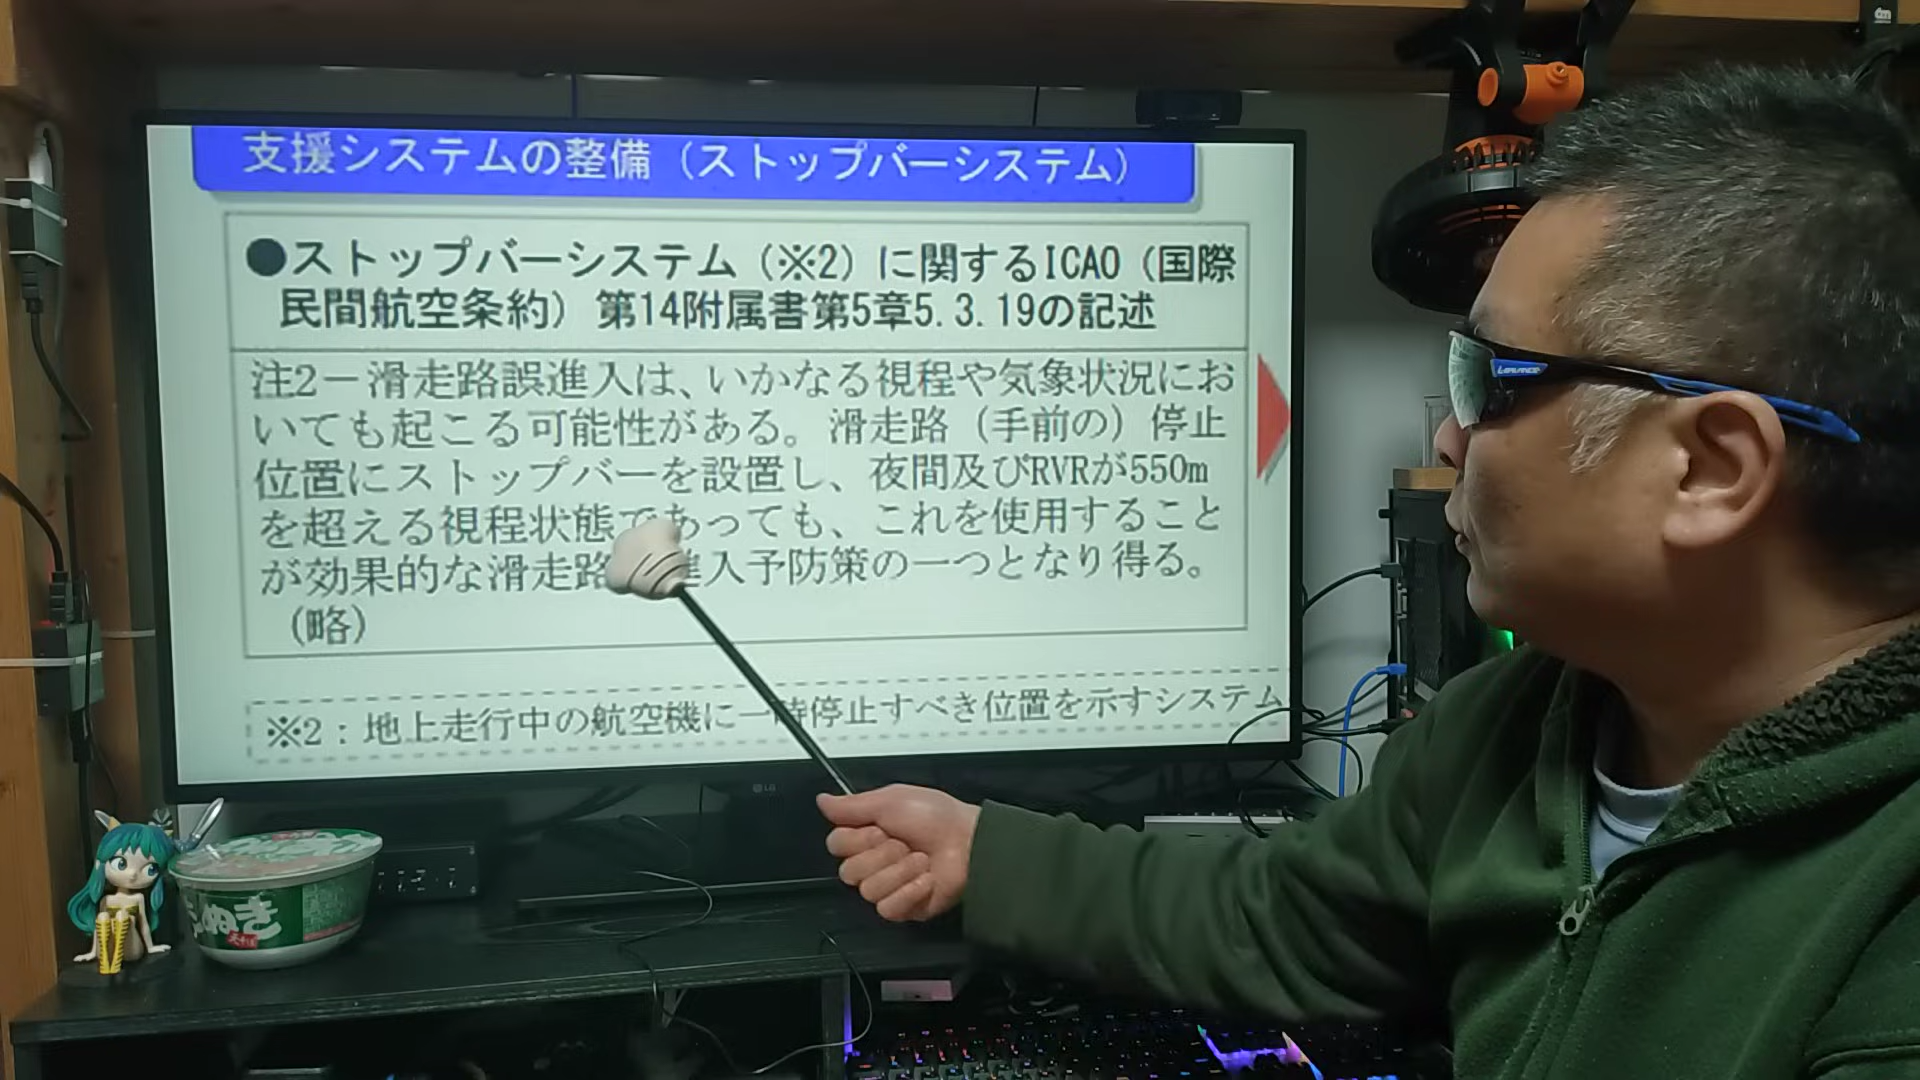 支援システムの整備（ストップバーシステム）
●ストップバーシステム（※2）に関するICAO（国際
民間航空条約）第14附属書第5章5.3.19の記述
注2－滑走路誤進入は、いかなる視程や気象状況にお
いても起こる可能性がある。滑走路（手前の）停止
位置にストップバーを設置し、夜間及びRVRが550m
を超える視程状態であっても、これを使用すること
が効果的な滑走路 進入予防策の一つとなり得る。
（略）
※2：地上走行中の航空機に一時停止すべき位置を示すシステム
LG